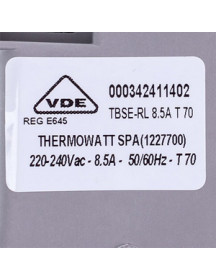 VDE
REG E645
000342411402
TBSE-RL 8.5A T 70
THERMOWATT SPA(1227700)
220-240Vac - 8.5A - 50/60Hz - T 70